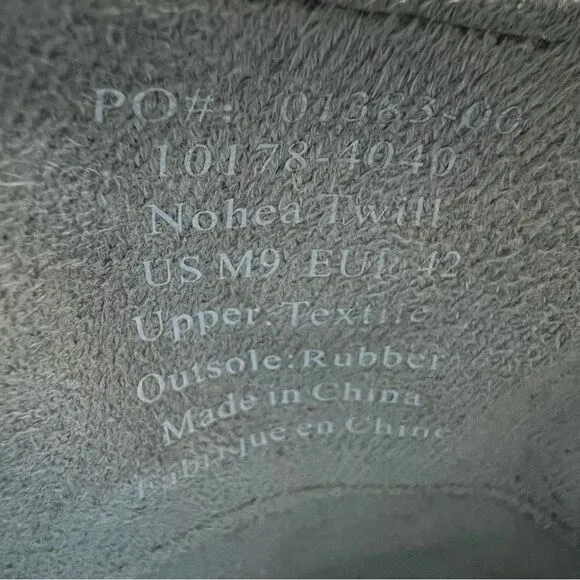 PO#: 01383-00
10178-4040
Nohea Twill
US M9 EUR 42
Upper:Textile
Outsole:Rubber
Made in China
Fabrique en Chine